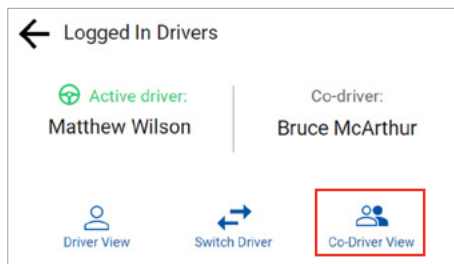 Logged In Drivers
Active driver:
Co-driver:
Matthew Wilson
Bruce McArthur
Driver View
Switch Driver
Co-Driver View